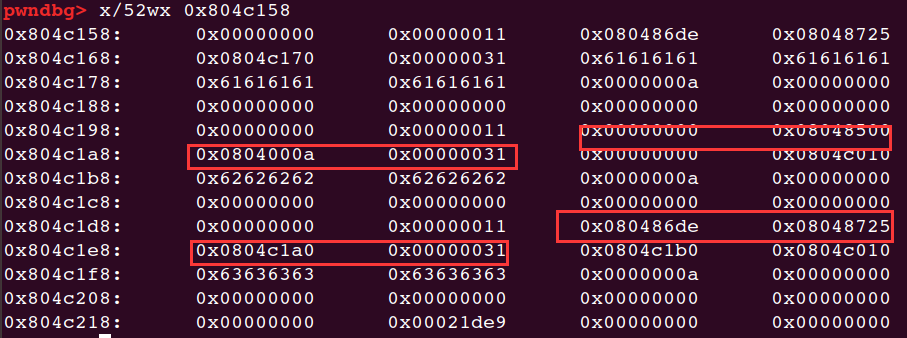 pwndbg> x/52wx 0x804c158
0x804c158: 0x00000000 0x00000011 0x080486de 0x08048725
0x804c168: 0x0804c170 0x00000031 0x61616161 0x61616161
0x804c178: 0x61616161 0x61616161 0x0000000a 0x00000000
0x804c188: 0x00000000 0x00000000 0x00000000 0x00000000
0x804c198: 0x00000000 0x00000011 0x00000000 0x08048500
0x804c1a8: 0x0804000a 0x00000031 0x00000000 0x0804c010
0x804c1b8: 0x62626262 0x62626262 0x0000000a 0x00000000
0x804c1c8: 0x00000000 0x00000000 0x00000000 0x00000000
0x804c1d8: 0x00000000 0x00000011 0x080486de 0x08048725
0x804c1e8: 0x0804c1a0 0x00000031 0x0804c1b0 0x0804c010
0x804c1f8: 0x63636363 0x63636363 0x0000000a 0x00000000
0x804c208: 0x00000000 0x00000000 0x00000000 0x00000000
0x804c218: 0x00000000 0x00021de9 0x00000000 0x00000000